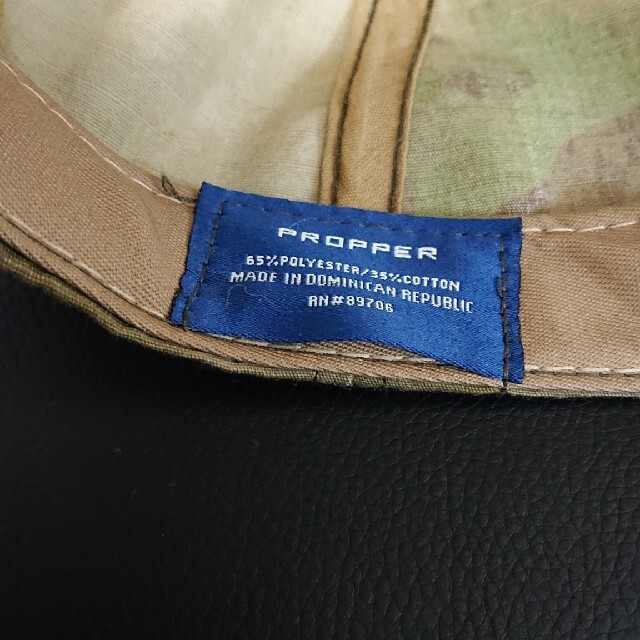 PROPPER
65%POLYESTER/35%COTTON
MADE IN DOMINICAN REPUBLIC
RN#89706